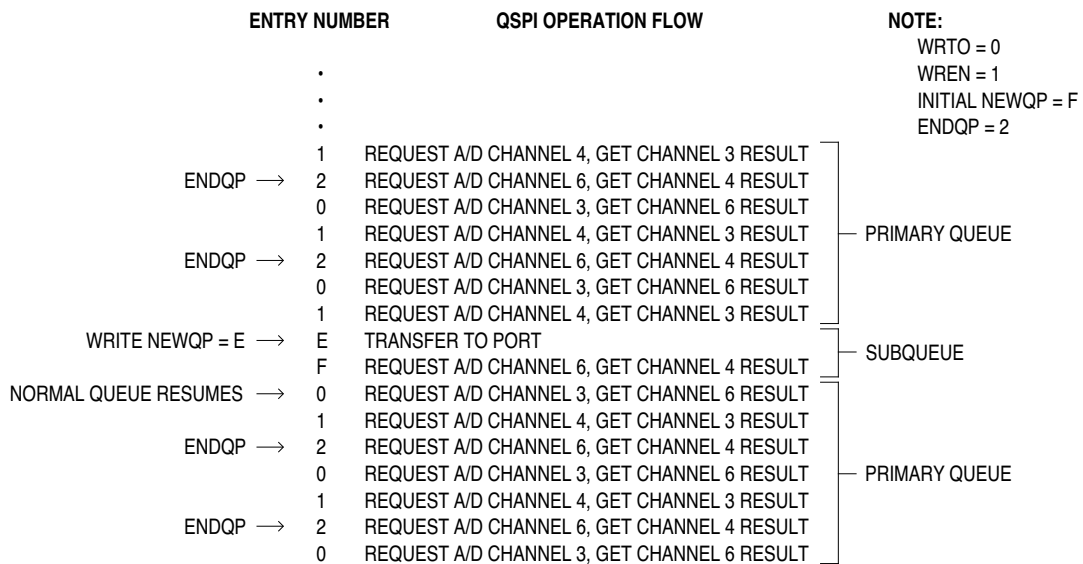 ENTRY NUMBER QSPI OPERATION FLOW NOTE:
WRTO = 0
• WREN = 1
• INITIAL NEWQP = F
• ENDQP = 2
1 REQUEST A/D CHANNEL 4, GET CHANNEL 3 RESULT
ENDQP → 2 REQUEST A/D CHANNEL 6, GET CHANNEL 4 RESULT
0 REQUEST A/D CHANNEL 3, GET CHANNEL 6 RESULT
1 REQUEST A/D CHANNEL 4, GET CHANNEL 3 RESULT PRIMARY QUEUE
ENDQP → 2 REQUEST A/D CHANNEL 6, GET CHANNEL 4 RESULT
0 REQUEST A/D CHANNEL 3, GET CHANNEL 6 RESULT
1 REQUEST A/D CHANNEL 4, GET CHANNEL 3 RESULT
WRITE NEWQP = E → E TRANSFER TO PORT
SUBQUEUE
F REQUEST A/D CHANNEL 6, GET CHANNEL 4 RESULT
NORMAL QUEUE RESUMES → 0 REQUEST A/D CHANNEL 3, GET CHANNEL 6 RESULT
1 REQUEST A/D CHANNEL 4, GET CHANNEL 3 RESULT
ENDQP → 2 REQUEST A/D CHANNEL 6, GET CHANNEL 4 RESULT
0 REQUEST A/D CHANNEL 3, GET CHANNEL 6 RESULT PRIMARY QUEUE
1 REQUEST A/D CHANNEL 4, GET CHANNEL 3 RESULT
ENDQP → 2 REQUEST A/D CHANNEL 6, GET CHANNEL 4 RESULT
0 REQUEST A/D CHANNEL 3, GET CHANNEL 6 RESULT